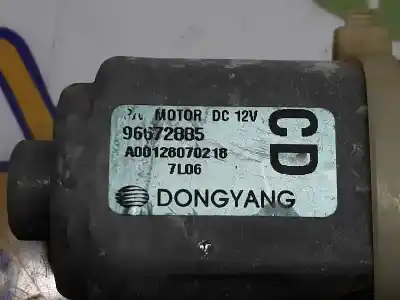 P/W MOTOR DC 12V
96672885
A00128070218
7L06
DONGYANG
CD